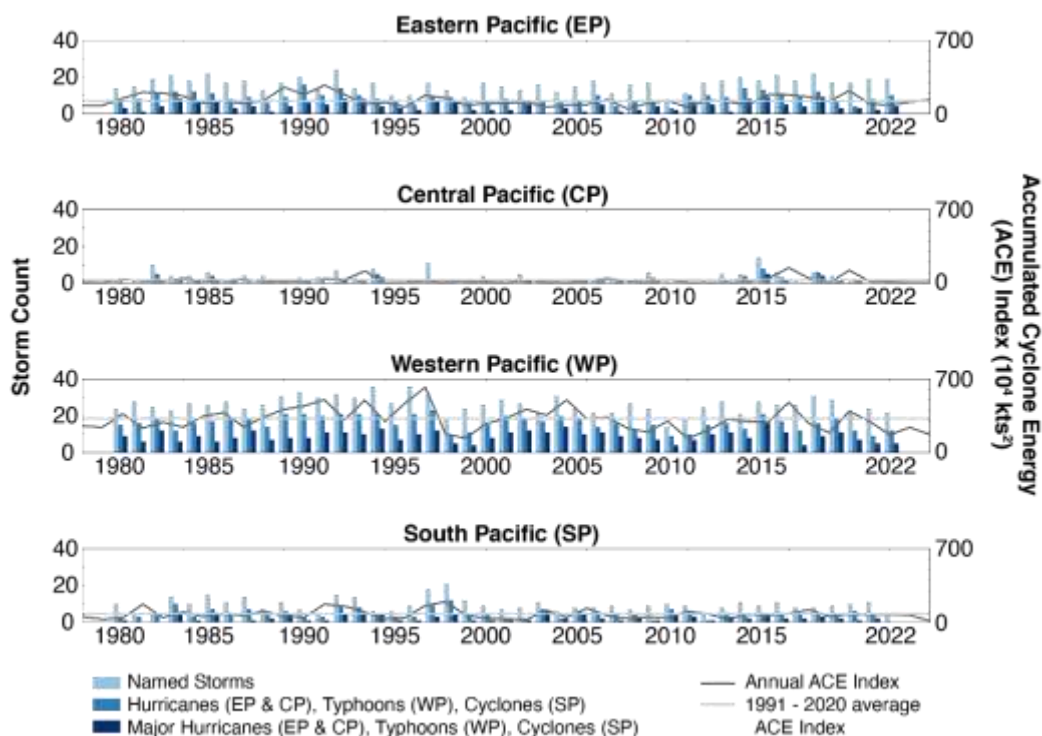 Eastern Pacific (EP)
40 700
20
0 0
1980 1985 1990 1995 2000 2005 2010 2015 2022
Central Pacific (CP)
40 700
20
0 0
1980 1985 1990 1995 2000 2005 2010 2015 2022
Storm Count
Accumulated Cyclone Energy
(ACE) Index (10⁴ kts²)
Western Pacific (WP)
40 700
20
0 0
1980 1985 1990 1995 2000 2005 2010 2015 2022
South Pacific (SP)
40 700
20
0 0
1980 1985 1990 1995 2000 2005 2010 2015 2022
Named Storms
Hurricanes (EP & CP), Typhoons (WP), Cyclones (SP)
Major Hurricanes (EP & CP), Typhoons (WP), Cyclones (SP)
Annual ACE Index
1991 - 2020 average
ACE Index